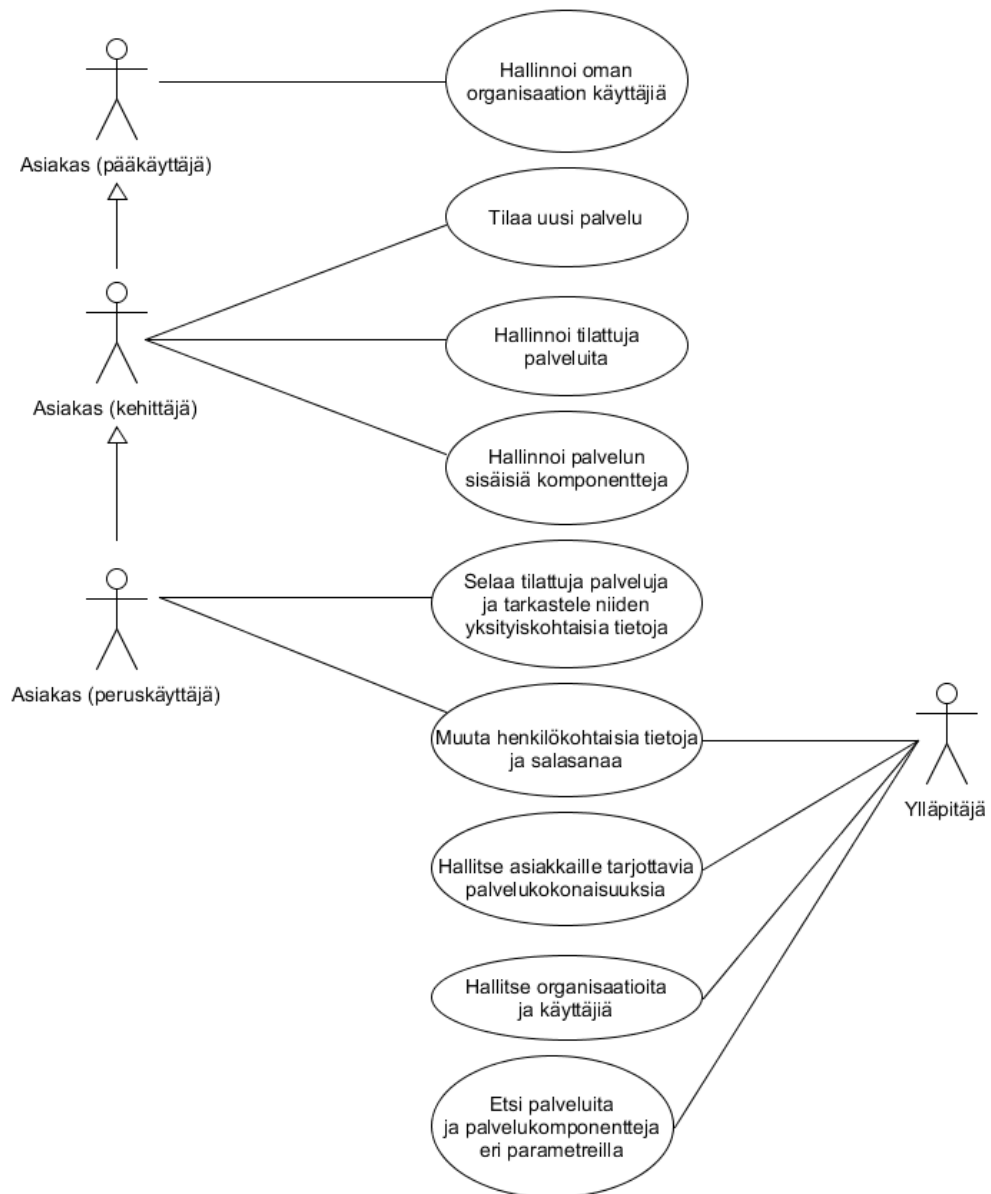 Hallinnoi oman
organisaation käyttäjiä
Asiakas (pääkäyttäjä)
Tilaa uusi palvelu
Hallinnoi tilattuja
palveluita
Asiakas (kehittäjä)
Hallinnoi palvelun
sisäisiä komponentteja
Selaa tilattuja palveluja
ja tarkastele niiden
yksityiskohtaisia tietoja
Asiakas (peruskäyttäjä)
Muuta henkilökohtaisia tietoja
ja salasanaa
Ylläpitäjä
Hallitse asiakkaille tarjottavia
palvelukokonaisuuksia
Hallitse organisaatioita
ja käyttäjiä
Etsi palveluita
ja palvelukomponentteja
eri parametreilla